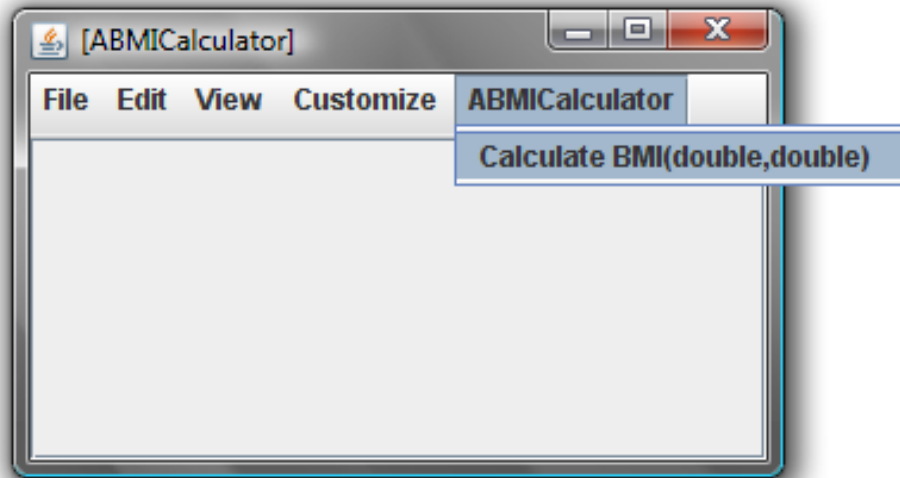 [ABMICalculator]
File Edit View Customize ABMICalculator
Calculate BMI(double,double)